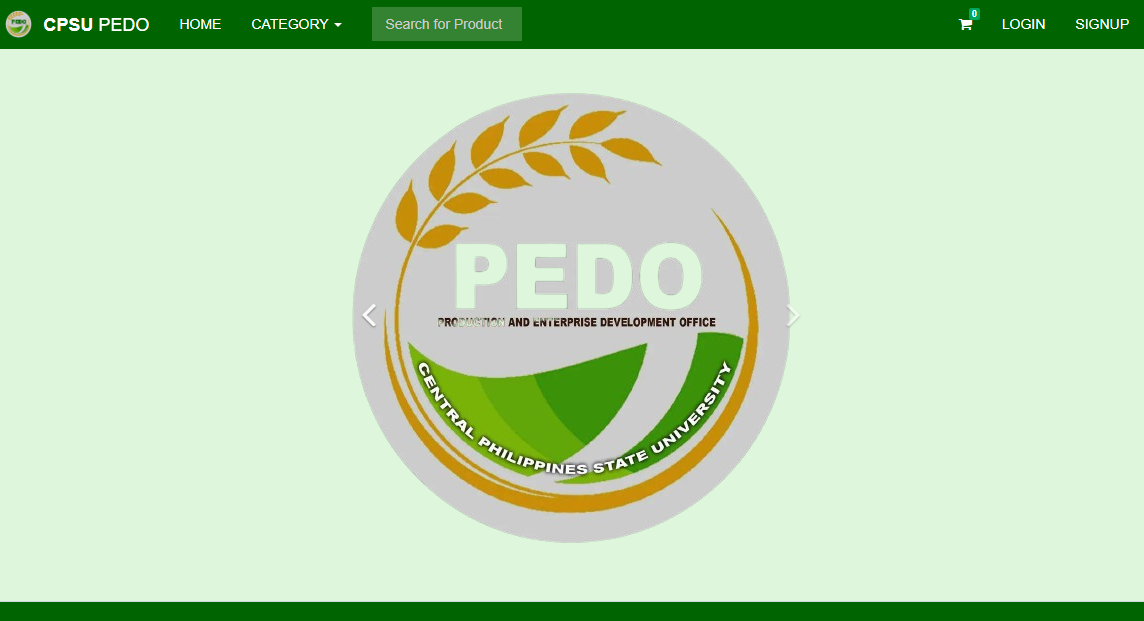 CPSU PEDO
HOME
CATEGORY
Search for Product
0
LOGIN
SIGNUP
PEDO
PRODUCTION AND ENTERPRISE DEVELOPMENT OFFICE
CENTRAL PHILIPPINES STATE UNIVERSITY